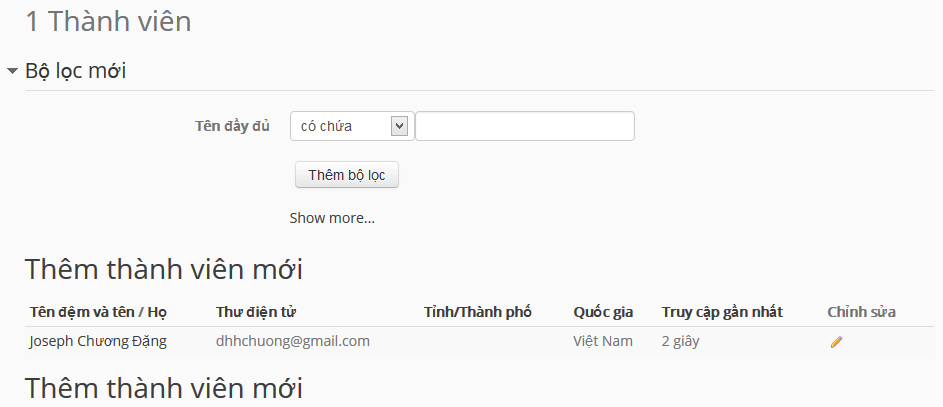 1 Thành viên
Bộ lọc mới
Tên đầy đủ có chứa
Thêm bộ lọc
Show more...
Thêm thành viên mới
Tên đệm và tên / Họ Thư điện tử Tỉnh/Thành phố Quốc gia Truy cập gần nhất Chỉnh sửa
Joseph Chương Đặng dhhchuong@gmail.com Việt Nam 2 giây
Thêm thành viên mới